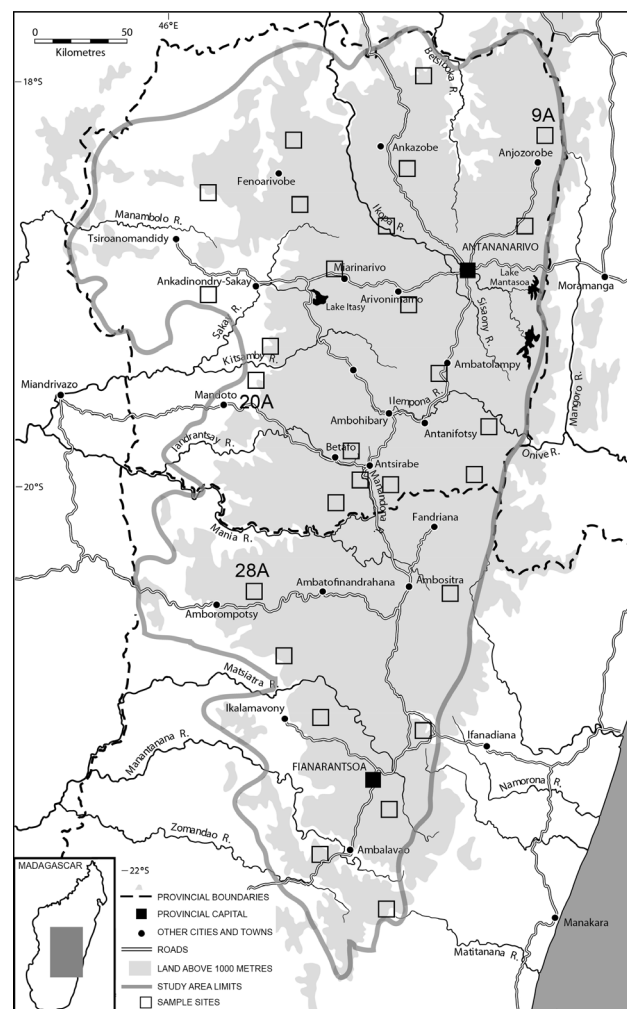 0
50
Kilometres
46°E
18°S
Betsiboka R.
9A
Ankazobe
Anjozorobe
Fenoarivobe
Manambolo R.
Ikopa R.
Tsiroanomandidy
ANTANANARIVO
Miarinarivo
Lake
Mantasoa
Moramanga
Ankadinondry-Sakay
Arivonimamo
Lake Itasy
Sakay R.
Sisaony R.
Kitsamby R.
Ambatolampy
Mangoro R.
Miandrivazo
Mandoto
20A
Ilempona R.
Ambohibary
Antanifotsy
Iandrantsay R.
Betafo
Onive R.
Antsirabe
20°S
Manandona
Mania R.
Fandriana
28A
Ambatofinandrahana
Ambositra
Amborompotsy
Matsiatra R.
Ikalamavony
Ifanadiana
Manantanana R.
FIANARANTSOA
Namorona R.
Zomandao R.
Ambalavao
MADAGASCAR
22°S
PROVINCIAL BOUNDARIES
PROVINCIAL CAPITAL
OTHER CITIES AND TOWNS
Manakara
ROADS
Matitanana R.
LAND ABOVE 1000 METRES
STUDY AREA LIMITS
SAMPLE SITES